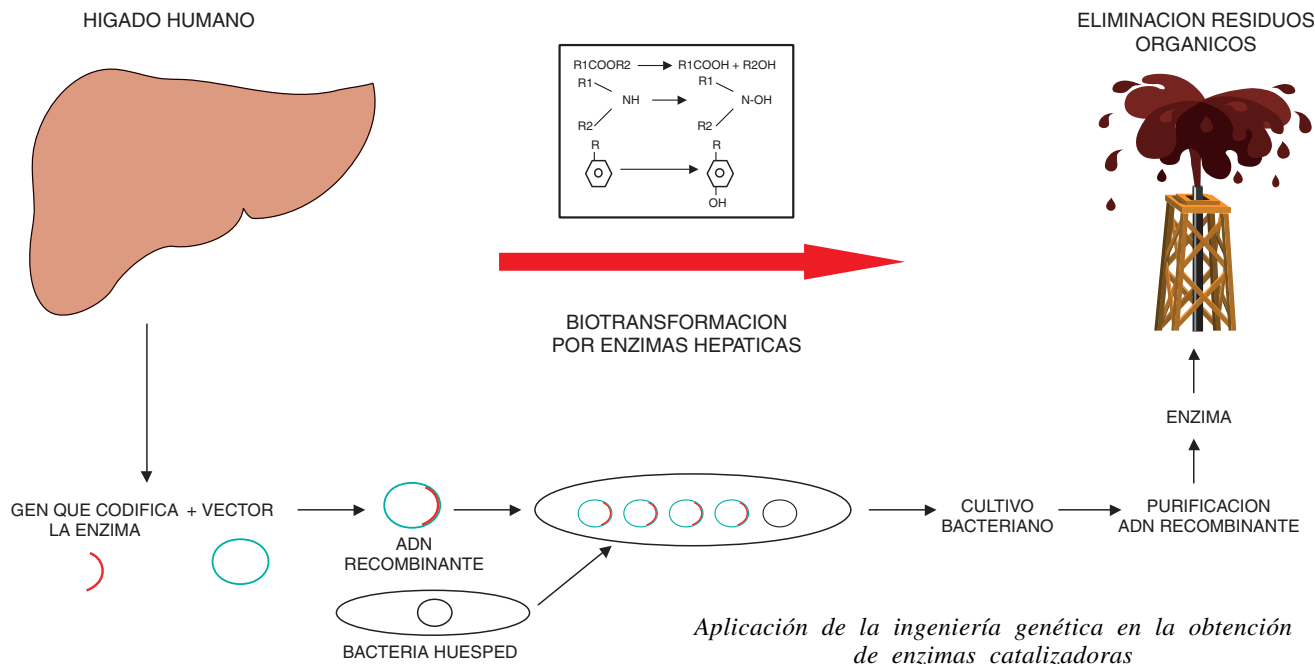 HIGADO HUMANO
ELIMINACION RESIDUOS
ORGANICOS
R1COOR2 → R1COOH + R2OH
R1 R1
NH → N-OH
R2 R2
R R
OH
BIOTRANSFORMACION
POR ENZIMAS HEPATICAS
ENZIMA
GEN QUE CODIFICA + VECTOR
LA ENZIMA
ADN
RECOMBINANTE
CULTIVO
BACTERIANO
PURIFICACION
ADN RECOMBINANTE
BACTERIA HUESPED
Aplicación de la ingeniería genética en la obtención
de enzimas catalizadoras